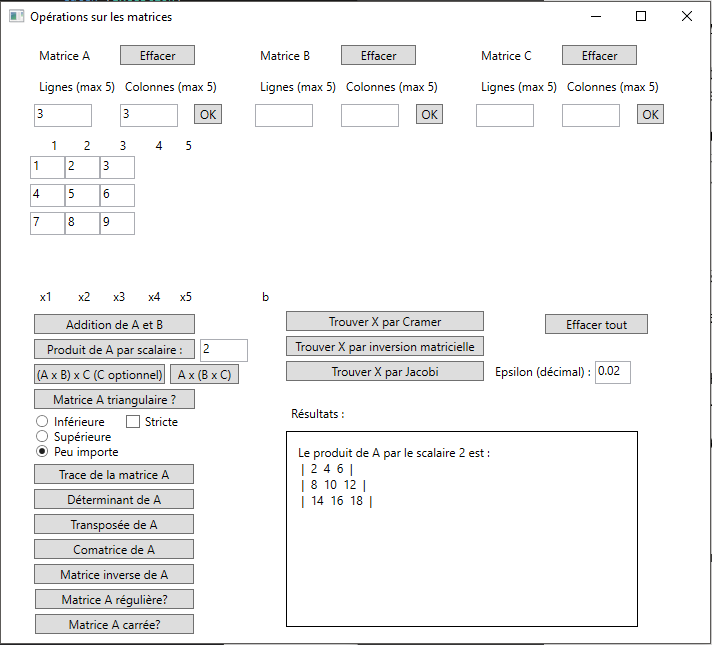 Opérations sur les matrices
Matrice A Effacer Matrice B Effacer Matrice C Effacer
Lignes (max 5) Colonnes (max 5) Lignes (max 5) Colonnes (max 5) Lignes (max 5) Colonnes (max 5)
3 3 OK OK OK
1 2 3 4 5
1 2 3
4 5 6
7 8 9
x1 x2 x3 x4 x5 b
Addition de A et B Trouver X par Cramer Effacer tout
Produit de A par scalaire : 2 Trouver X par inversion matricielle
(A x B) x C (C optionnel) A x (B x C) Trouver X par Jacobi Epsilon (décimal) : 0.02
Matrice A triangulaire ?
Inférieure Stricte Résultats :
Supérieure
Peu importe
Le produit de A par le scalaire 2 est :
| 2 4 6 |
| 8 10 12 |
| 14 16 18 |
Trace de la matrice A
Déterminant de A
Transposée de A
Comatrice de A
Matrice inverse de A
Matrice A régulière?
Matrice A carrée?